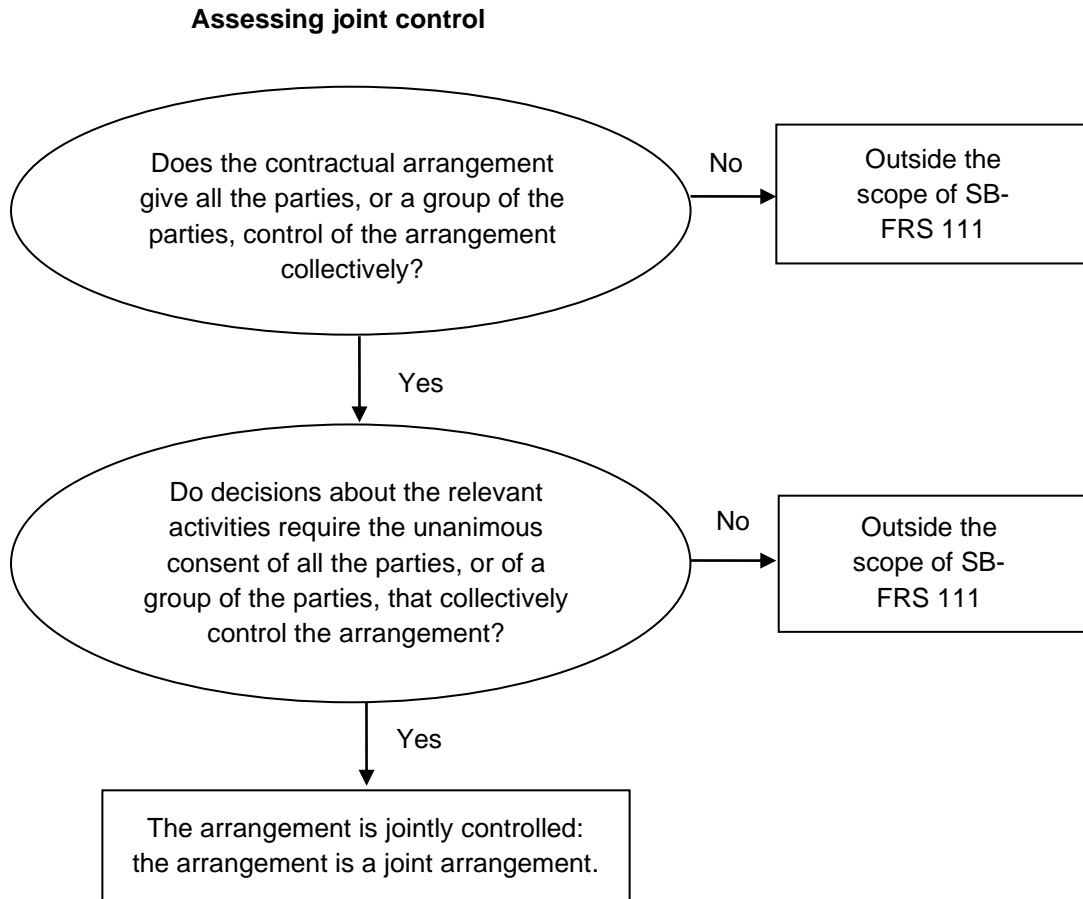 Assessing joint control
Does the contractual arrangement
give all the parties, or a group of the
parties, control of the arrangement
collectively?
No
Outside the
scope of SB-
FRS 111
Yes
Do decisions about the relevant
activities require the unanimous
consent of all the parties, or of a
group of the parties, that collectively
control the arrangement?
No
Outside the
scope of SB-
FRS 111
Yes
The arrangement is jointly controlled:
the arrangement is a joint arrangement.